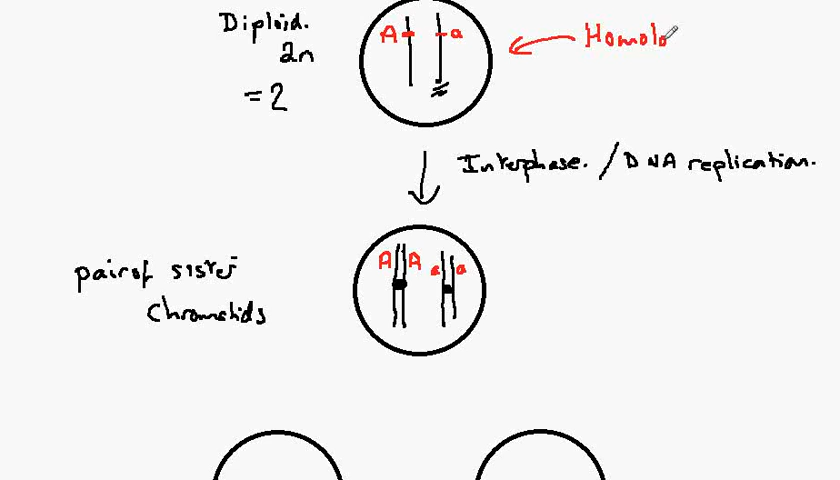 Diploid.
2n
= 2
A a
Homolo
Interphase. / DNA replication.
pair of sister
Chromatids
A A a a